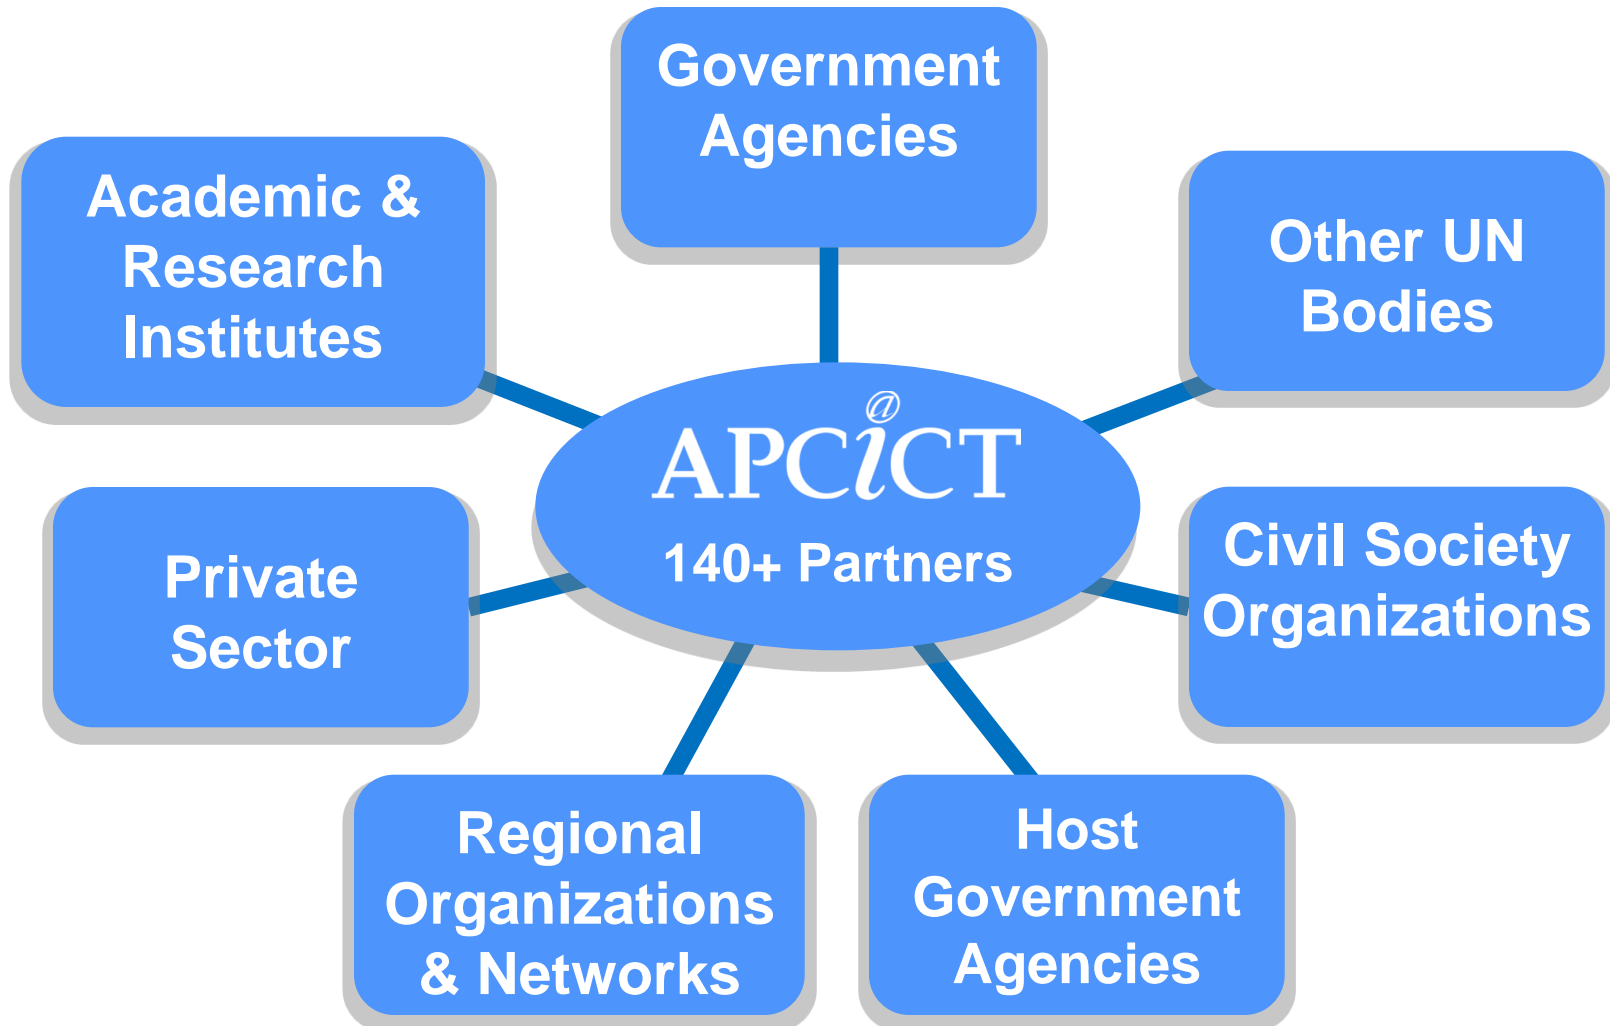 Government
Agencies
Academic &
Research
Institutes
Other UN
Bodies
@
APCiCT
140+ Partners
Private
Sector
Civil Society
Organizations
Regional
Organizations
& Networks
Host
Government
Agencies